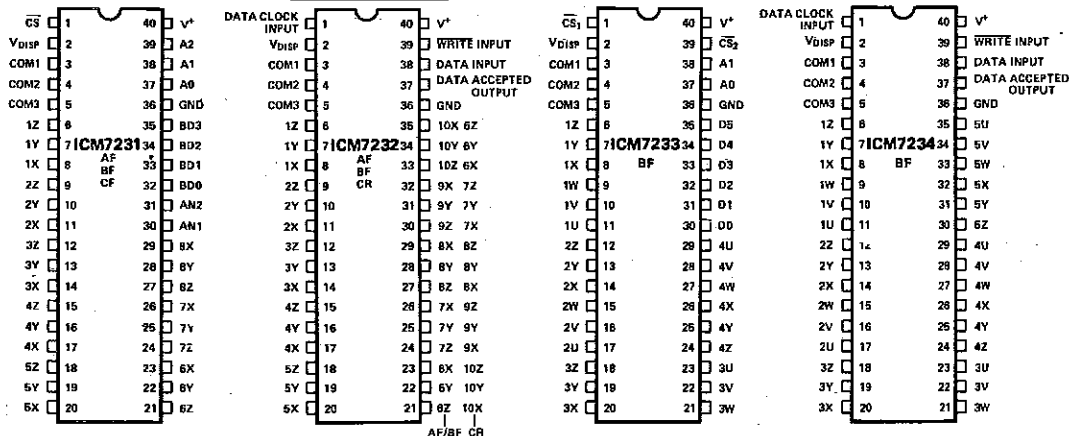 C̅S̅ 1 40 V+
VDISP 2 39 A2
COM1 3 38 A1
COM2 4 37 A0
COM3 5 36 GND
1Z 6 35 BD3
1Y 7 ICM7231 34 BD2
AF
1X 8 BF 33 BD1
2Z 9 CF 32 BD0
2Y 10 31 AN2
2X 11 30 AN1
3Z 12 29 8X
3Y 13 28 8Y
3X 14 27 8Z
4Z 15 26 7X
4Y 16 25 7Y
4X 17 24 7Z
5Z 18 23 6X
5Y 19 22 6Y
5X 20 21 6Z
DATA CLOCK
INPUT 1 40 V+
VDISP 2 39 W̅R̅I̅T̅E̅ INPUT
COM1 3 38 DATA INPUT
COM2 4 37 DATA ACCEPTED
OUTPUT
COM3 5 36 GND
1Z 6 35 10X 6Z
1Y 7 ICM7232 34 10Y 6Y
AF
1X 8 BF 33 10Z 6X
2Z 9 CR 32 9X 7Z
2Y 10 31 9Y 7Y
2X 11 30 9Z 7X
3Z 12 29 8X 8Z
3Y 13 28 8Y 8Y
3X 14 27 8Z 8X
4Z 15 26 7X 9Z
4Y 16 25 7Y 9Y
4X 17 24 7Z 9X
5Z 18 23 6X 10Z
5Y 19 22 6Y 10Y
5X 20 21 6Z 10X
AF/BF CR
C̅S̅1 1 40 V+
VDISP 2 39 C̅S̅2
COM1 3 38 A1
COM2 4 37 A0
COM3 5 36 GND
1Z 6 35 D5
1Y 7 ICM7233 34 D4
1X 8 BF 33 D3
1W 9 32 D2
1V 10 31 D1
1U 11 30 D0
2Z 12 29 4U
2Y 13 28 4V
2X 14 27 4W
2W 15 26 4X
2V 16 25 4Y
2U 17 24 4Z
3Z 18 23 3U
3Y 19 22 3V
3X 20 21 3W
DATA CLOCK
INPUT 1 40 V+
VDISP 2 39 W̅R̅I̅T̅E̅ INPUT
COM1 3 38 DATA INPUT
COM2 4 37 DATA ACCEPTED
OUTPUT
COM3 5 36 GND
1Z 6 35 5U
1Y 7 ICM7234 34 5V
1X 8 BF 33 5W
1W 9 32 5X
1V 10 31 5Y
1U 11 30 5Z
2Z 12 29 4U
2Y 13 28 4V
2X 14 27 4W
2W 15 26 4X
2V 16 25 4Y
2U 17 24 4Z
3Z 18 23 3U
3Y 19 22 3V
3X 20 21 3W